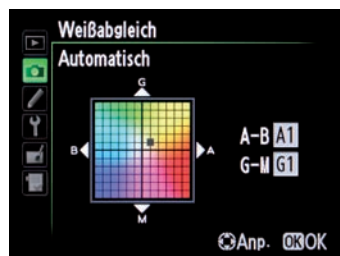 Weißabgleich
Automatisch
G
B A
M
A-B A1
G-M G1
Anp. OK OK